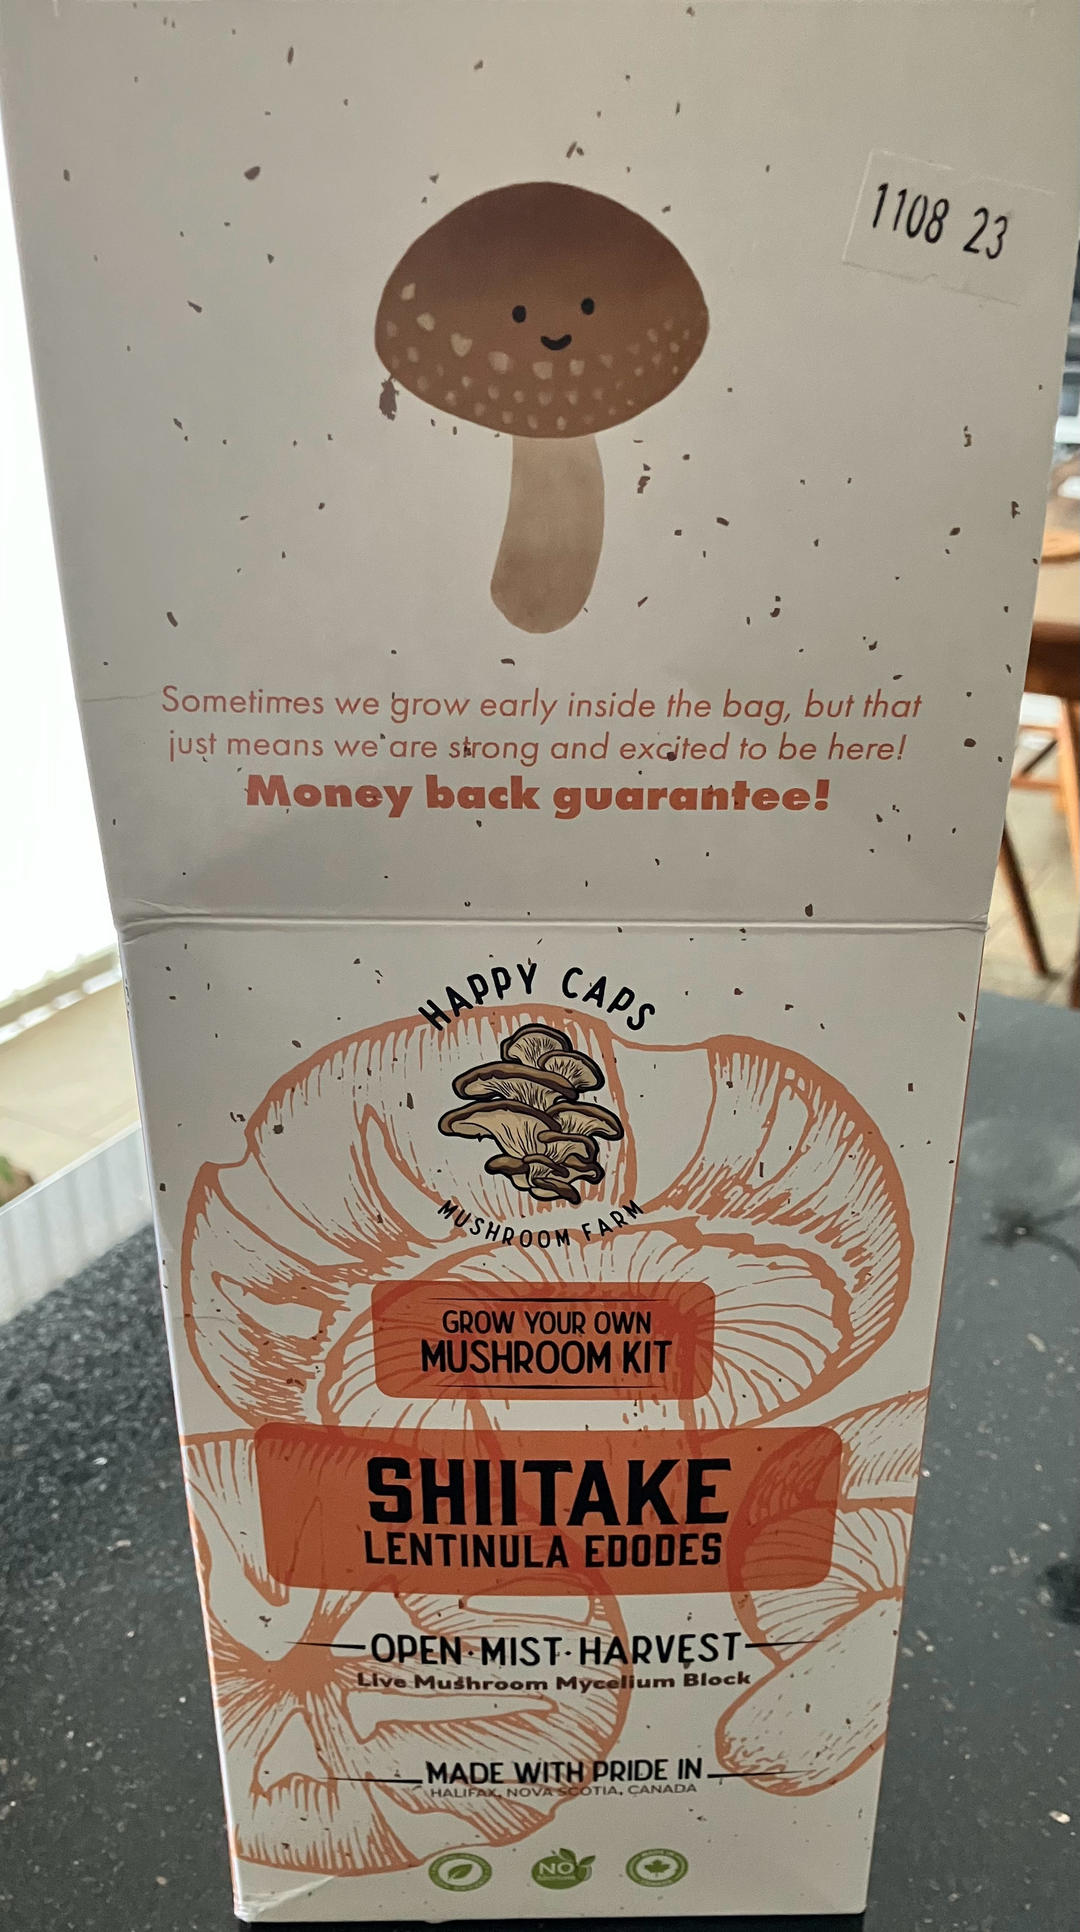 1108 23
Sometimes we grow early inside the bag, but that
just means we are strong and excited to be here!
Money back guarantee!
HAPPY CAPS
MUSHROOM FARM
GROW YOUR OWN
MUSHROOM KIT
SHIITAKE
LENTINULA EDODES
OPEN·MIST·HARVEST
Live Mushroom Mycelium Block
MADE WITH PRIDE IN
HALIFAX, NOVA SCOTIA, CANADA
NO